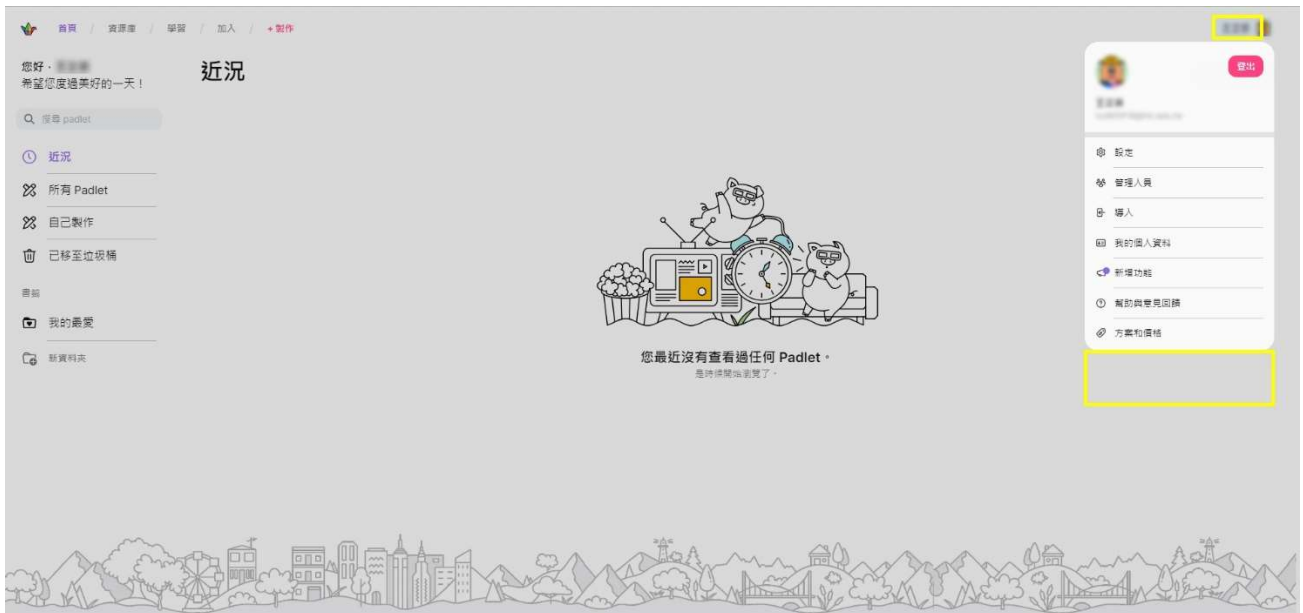 首頁 / 資源庫 / 學習 / 加入 / +製作
您好，
希望您度過美好的一天！
搜尋 padlet
近況
所有 Padlet
自己製作
已移至垃圾桶
書籤
我的最愛
新資料夾
近況
您最近沒有查看過任何 Padlet。
是時候開始瀏覽了。
登出
設定
管理人員
導入
我的個人資料
新增功能
幫助與意見回饋
方案和價格